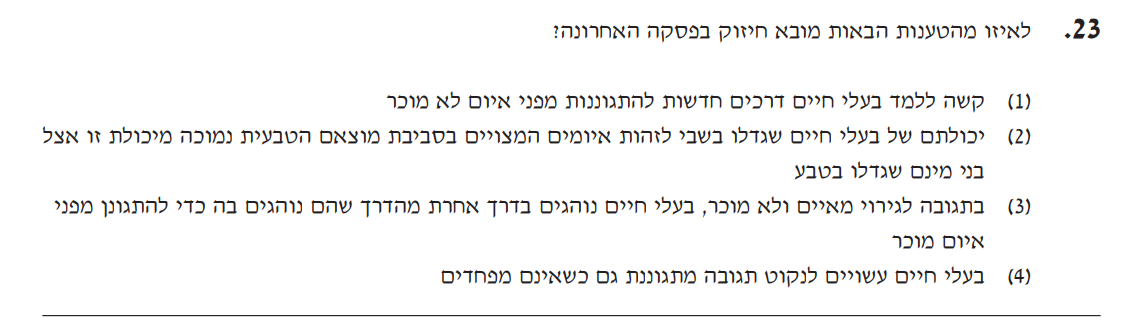 23. לאיזו מהטענות הבאות מובא חיזוק בפסקה האחרונה?
(1) קשה ללמד בעלי חיים דרכים חדשות להתגוננות מפני איום לא מוכר
(2) יכולתם של בעלי חיים שגדלו בשבי לזהות איומים המצויים בסביבת מוצאם הטבעית נמוכה מיכולת זו אצל
בני מינם שגדלו בטבע
(3) בתגובה לגירוי מאיים ולא מוכר, בעלי חיים נוהגים בדרך אחרת מהדרך שהם נוהגים בה כדי להתגונן מפני
איום מוכר
(4) בעלי חיים עשויים לנקוט תגובה מתגוננת גם כשאינם מפחדים